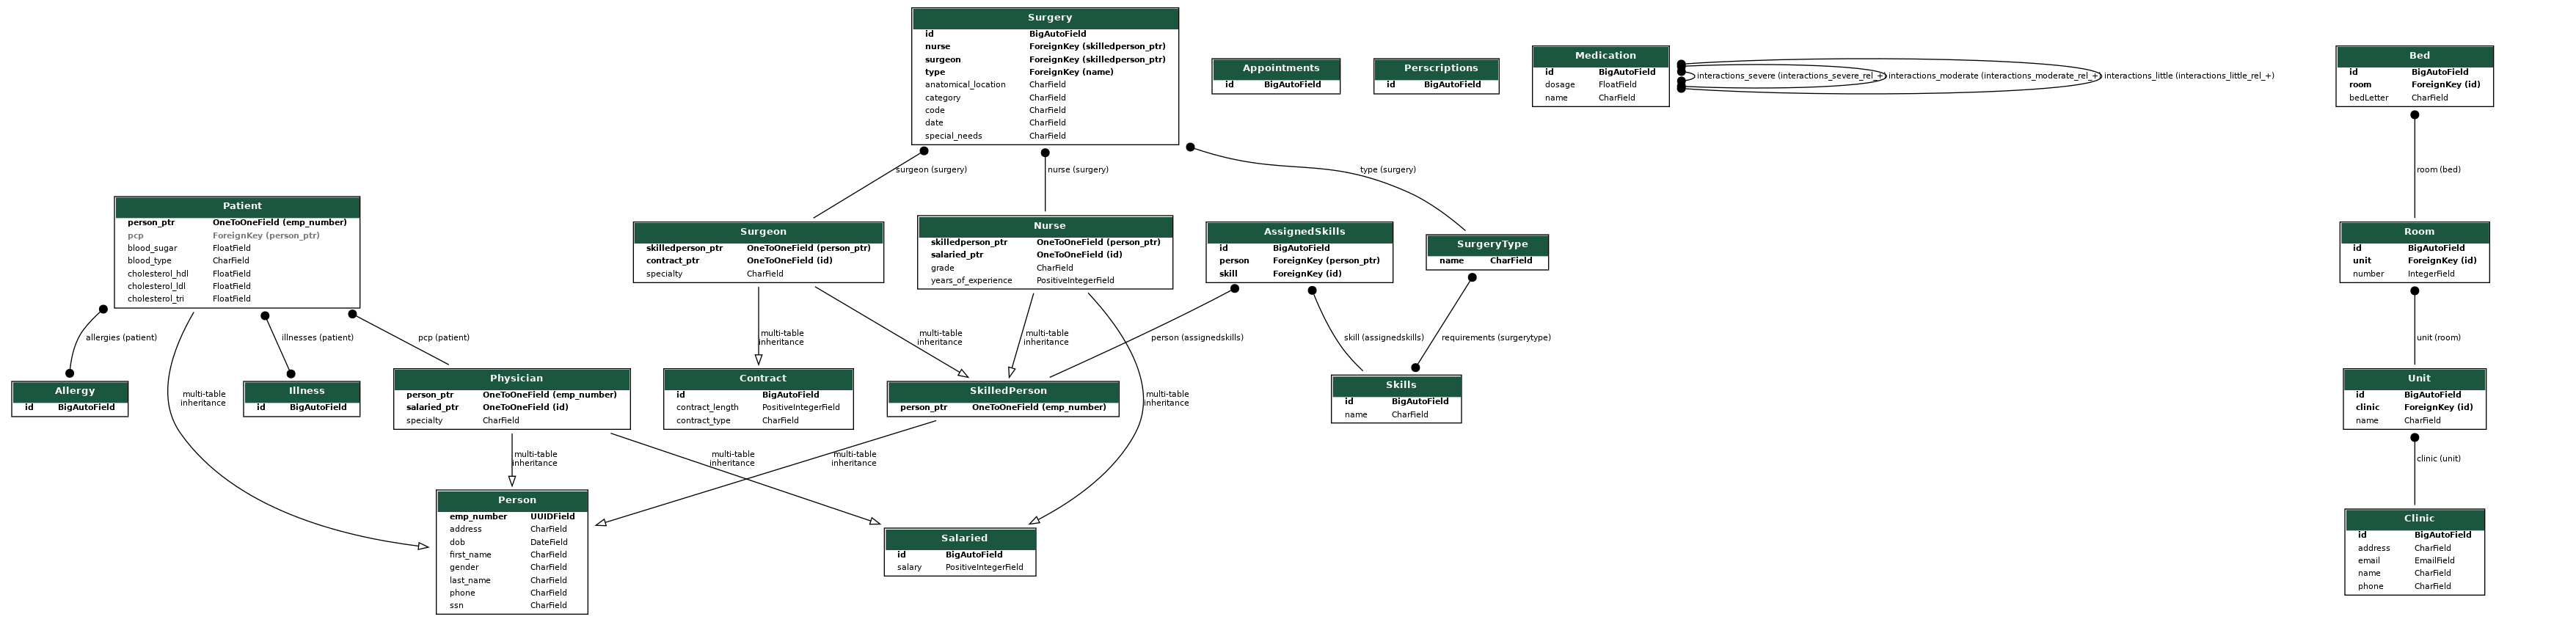 Surgery
id BigAutoField
nurse ForeignKey (skilledperson_ptr)
surgeon ForeignKey (skilledperson_ptr)
type ForeignKey (name)
anatomical_location CharField
category CharField
code CharField
date CharField
special_needs CharField
Appointments
id BigAutoField
Perscriptions
id BigAutoField
Medication
id BigAutoField
dosage FloatField
name CharField
interactions_severe (interactions_severe_rel_+)
interactions_moderate (interactions_moderate_rel_+)
interactions_little (interactions_little_rel_+)
Bed
id BigAutoField
room ForeignKey (id)
bedLetter CharField
surgeon (surgery)
nurse (surgery)
type (surgery)
room (bed)
Patient
person_ptr OneToOneField (emp_number)
pcp ForeignKey (person_ptr)
blood_sugar FloatField
blood_type CharField
cholesterol_hdl FloatField
cholesterol_ldl FloatField
cholesterol_tri FloatField
Surgeon
skilledperson_ptr OneToOneField (person_ptr)
contract_ptr OneToOneField (id)
specialty CharField
Nurse
skilledperson_ptr OneToOneField (person_ptr)
salaried_ptr OneToOneField (id)
grade CharField
years_of_experience PositiveIntegerField
AssignedSkills
id BigAutoField
person ForeignKey (person_ptr)
skill ForeignKey (id)
SurgeryType
name CharField
Room
id BigAutoField
unit ForeignKey (id)
number IntegerField
allergies (patient)
illnesses (patient)
pcp (patient)
multi-table
inheritance
multi-table
inheritance
multi-table
inheritance
person (assignedskills)
skill (assignedskills)
requirements (surgerytype)
unit (room)
Allergy
id BigAutoField
multi-table
inheritance
Illness
id BigAutoField
Physician
person_ptr OneToOneField (emp_number)
salaried_ptr OneToOneField (id)
specialty CharField
Contract
id BigAutoField
contract_length PositiveIntegerField
contract_type CharField
SkilledPerson
person_ptr OneToOneField (emp_number)
multi-table
inheritance
Skills
id BigAutoField
name CharField
Unit
id BigAutoField
clinic ForeignKey (id)
name CharField
multi-table
inheritance
multi-table
inheritance
multi-table
inheritance
clinic (unit)
Person
emp_number UUIDField
address CharField
dob DateField
first_name CharField
gender CharField
last_name CharField
phone CharField
ssn CharField
Salaried
id BigAutoField
salary PositiveIntegerField
Clinic
id BigAutoField
address CharField
email EmailField
name CharField
phone CharField